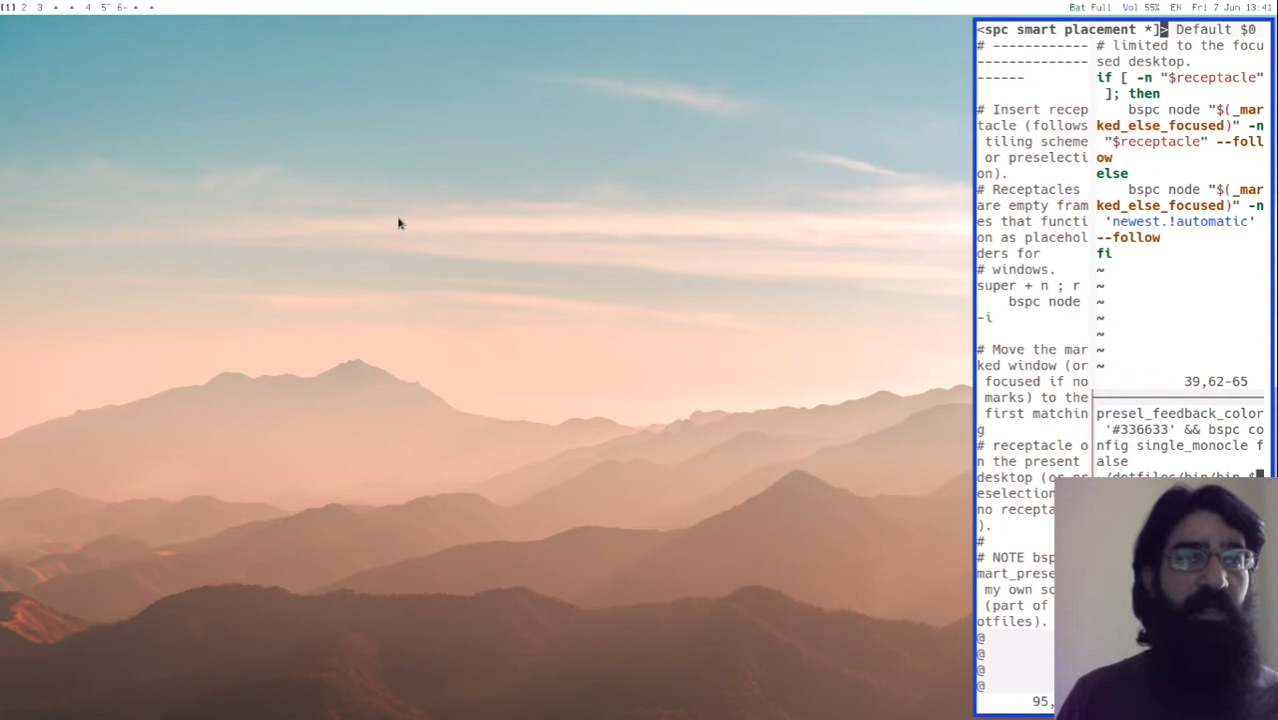 [1] 2 3 * * 4 5^ 6- * * Bat Full Vol 55% EN Fri 7 Jun 13:41
<spc smart placement *]> Default $0
# ------------
--------------
------
# Insert recep
tacle (follows
tiling scheme
or preselecti
on).
# Receptacles
are empty fram
es that functi
on as placehol
ders for
# windows.
super + n ; r
bspc node
-i
# Move the mar
ked window (or
focused if no
marks) to the
first matchin
g
# receptacle o
n the present
desktop (or pr
eselection
no recepta
).
#
# NOTE bsp
mart_prese
my own sc
(part of
otfiles).
@
@
@
@
95,
# limited to the focu
sed desktop.
if [ -n "$receptacle"
]; then
bspc node "$(_mar
ked_else_focused)" -n
"$receptacle" --foll
ow
else
bspc node "$(_mar
ked_else_focused)" -n
'newest.!automatic'
--follow
fi
~
~
~
~
~
~
~
39,62-65
presel_feedback_color
'#336633' && bspc co
nfig single_monocle f
alse